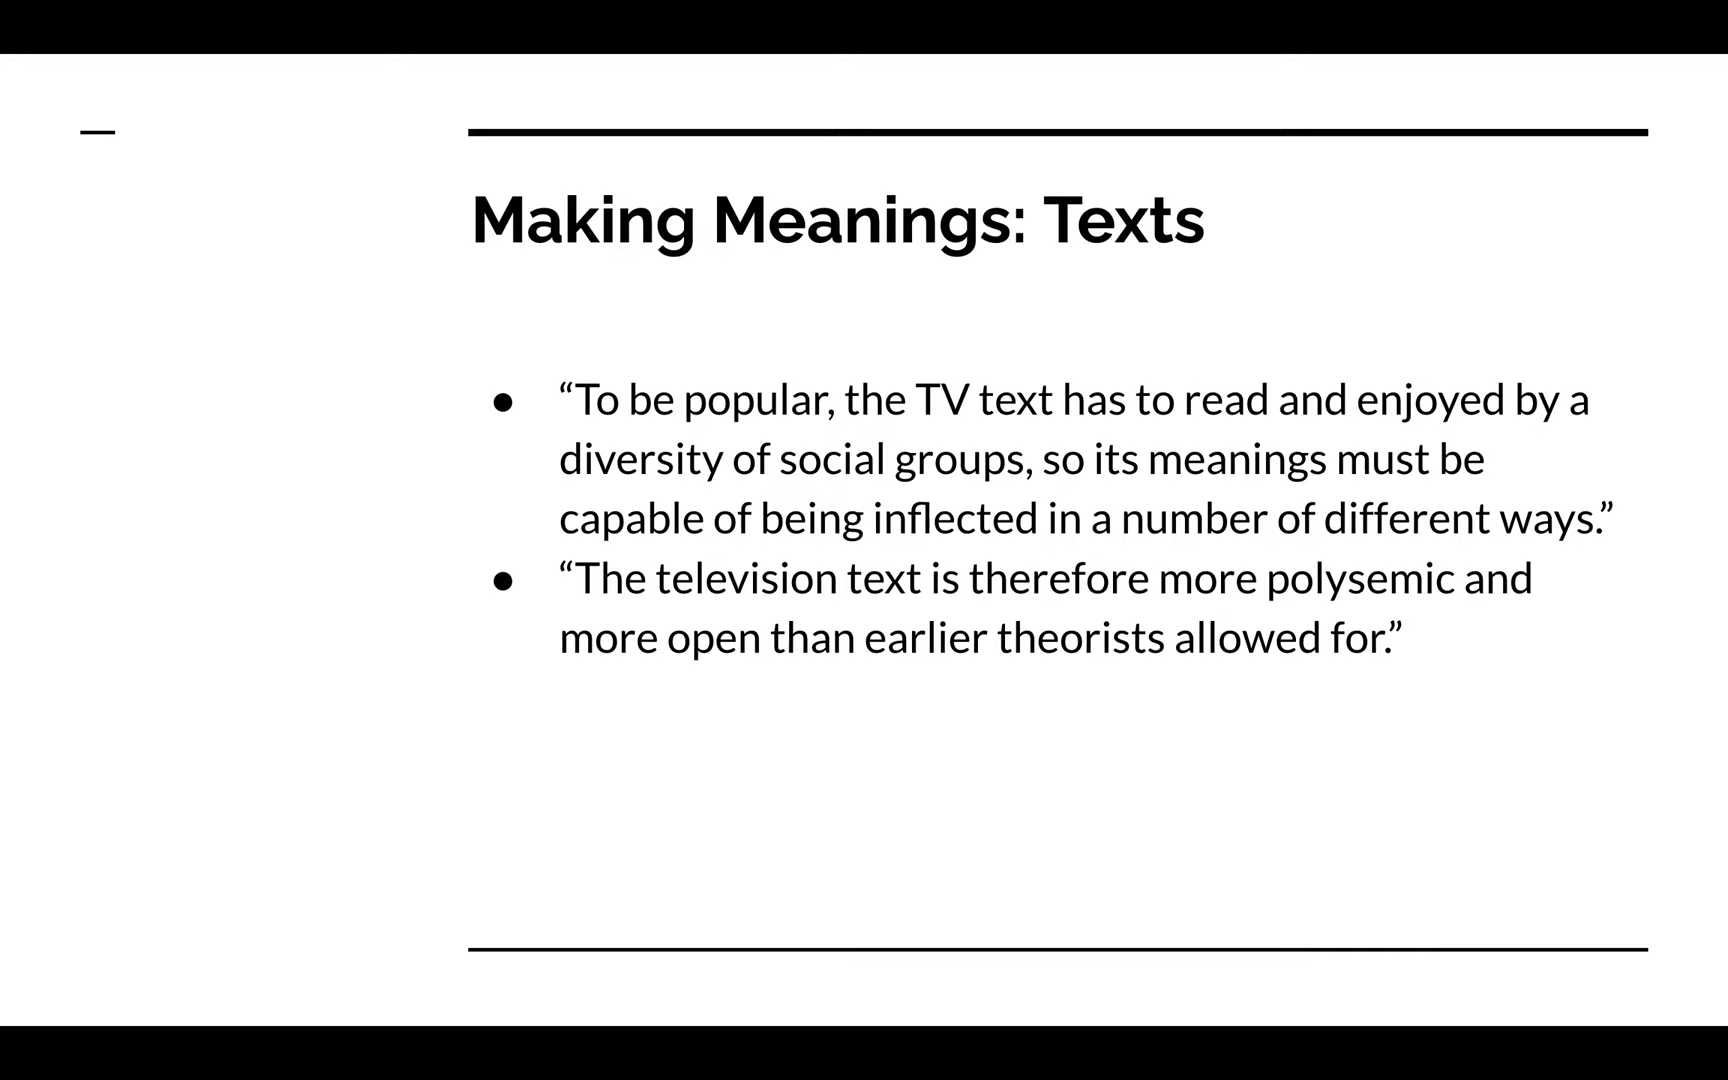 Making Meanings: Texts
● “To be popular, the TV text has to read and enjoyed by a
diversity of social groups, so its meanings must be
capable of being inflected in a number of different ways.”
● “The television text is therefore more polysemic and
more open than earlier theorists allowed for.”